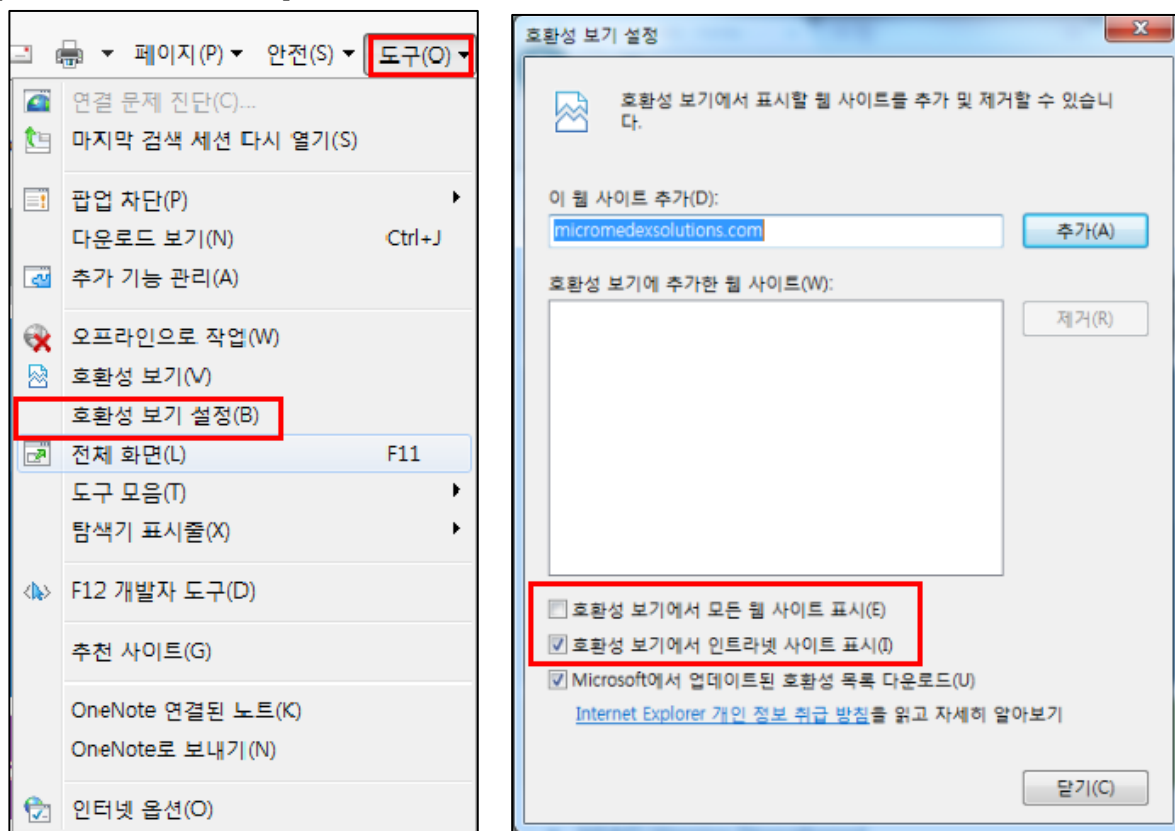 페이지(P) 안전(S) 도구(O)
연결 문제 진단(C)...
마지막 검색 세션 다시 열기(S)
팝업 차단(P)
다운로드 보기(N) Ctrl+J
추가 기능 관리(A)
오프라인으로 작업(W)
호환성 보기(V)
호환성 보기 설정(B)
전체 화면(L) F11
도구 모음(T)
탐색기 표시줄(X)
F12 개발자 도구(D)
추천 사이트(G)
OneNote 연결된 노트(K)
OneNote로 보내기(N)
인터넷 옵션(O)
호환성 보기 설정
호환성 보기에서 표시할 웹 사이트를 추가 및 제거할 수 있습니
다.
이 웹 사이트 추가(D):
micromedexsolutions.com 추가(A)
호환성 보기에 추가한 웹 사이트(W):
제거(R)
호환성 보기에서 모든 웹 사이트 표시(E)
호환성 보기에서 인트라넷 사이트 표시(I)
Microsoft에서 업데이트된 호환성 목록 다운로드(U)
Internet Explorer 개인 정보 취급 방침을 읽고 자세히 알아보기
닫기(C)